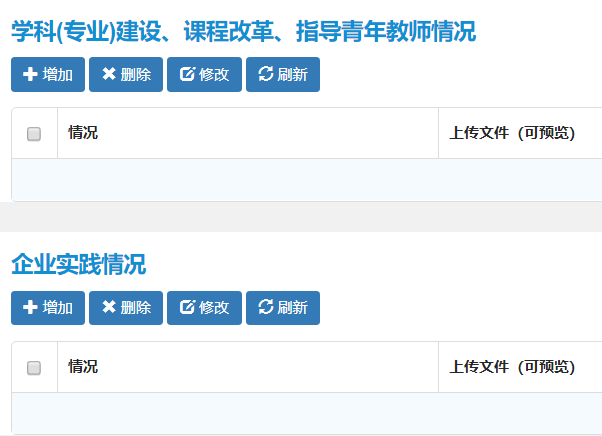 学科(专业)建设、课程改革、指导青年教师情况
增加 删除 修改 刷新
情况 上传文件（可预览）
企业实践情况
增加 删除 修改 刷新
情况 上传文件（可预览）